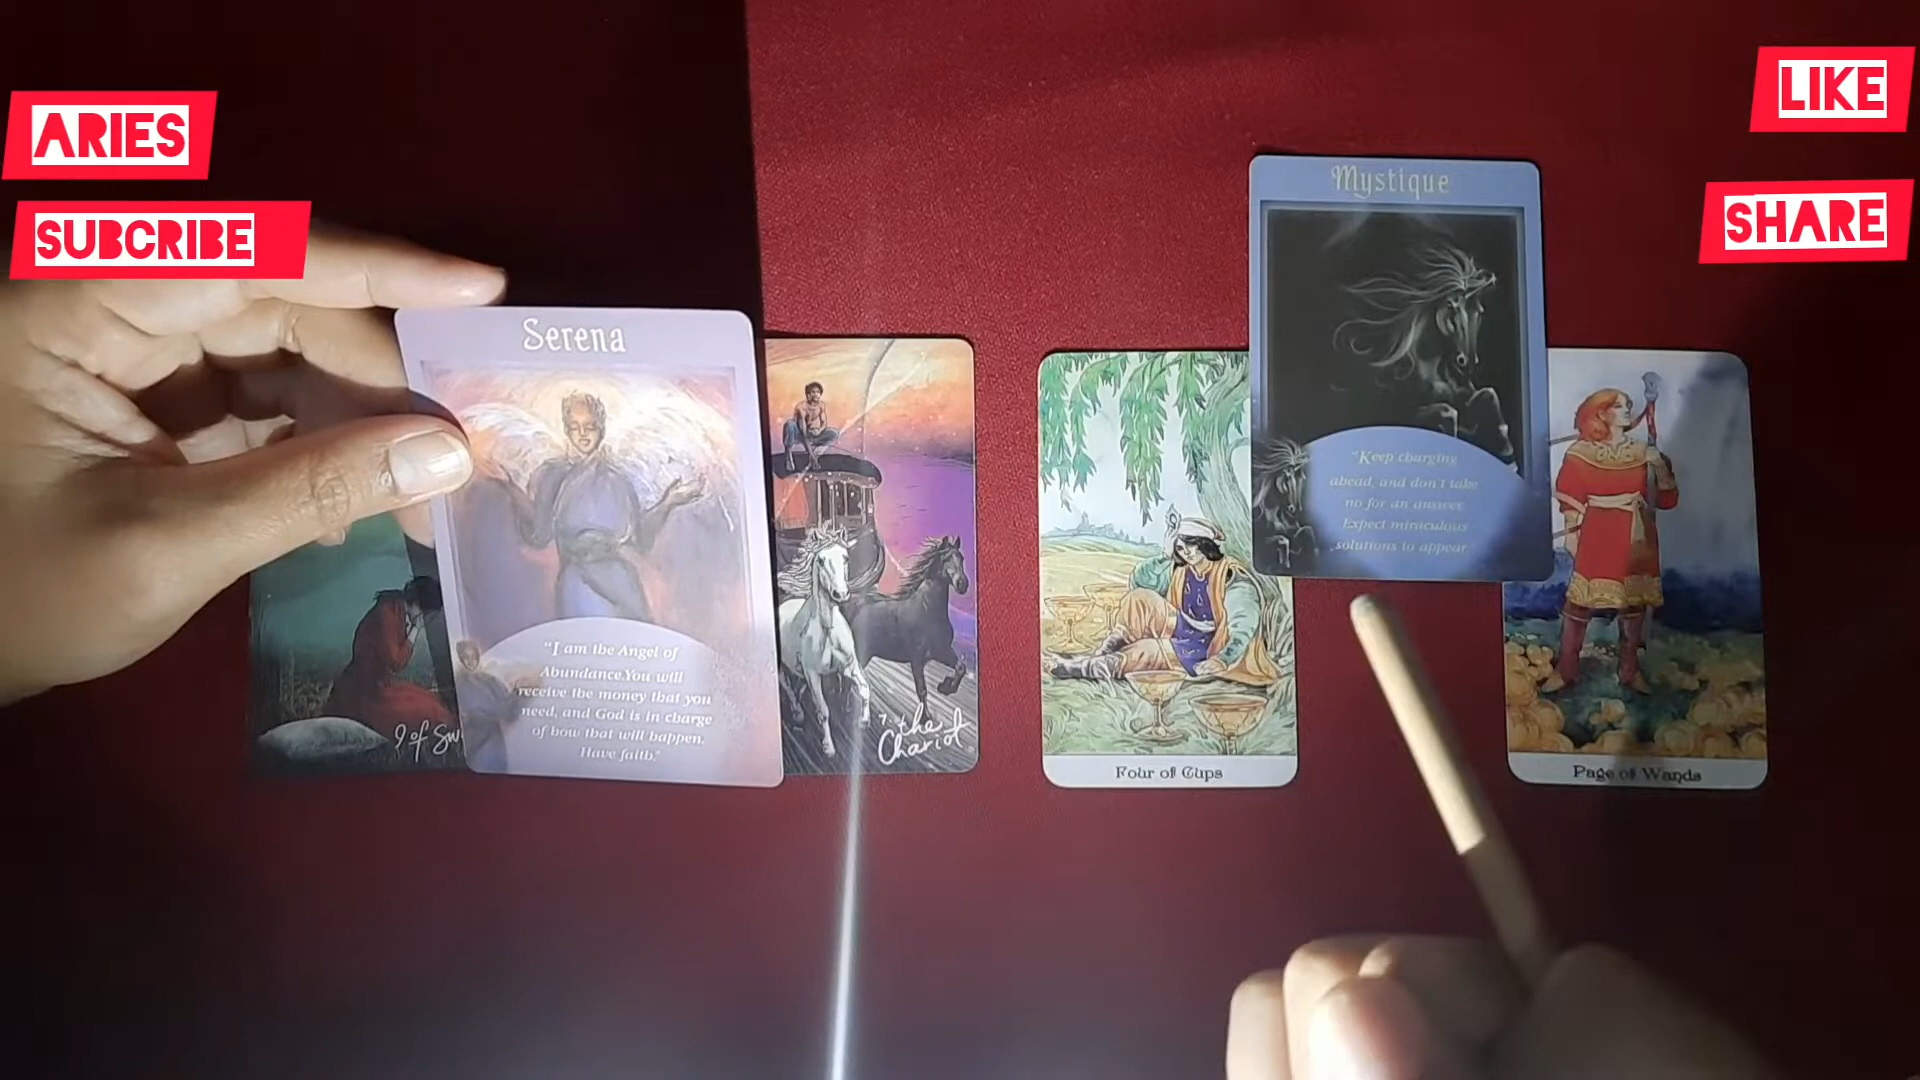 ARIES
SUBCRIBE
LIKE
SHARE
Serena
"I am the Angel of
Abundance.You will
receive the money that you
need, and God is in charge
of how that will happen.
Have faith."
9 of Sw
7. the
Chariot
Four of Cups
Mystique
"Keep charging
ahead, and don't take
no for an answer.
Expect miraculous
solutions to appear.
Page of Wands